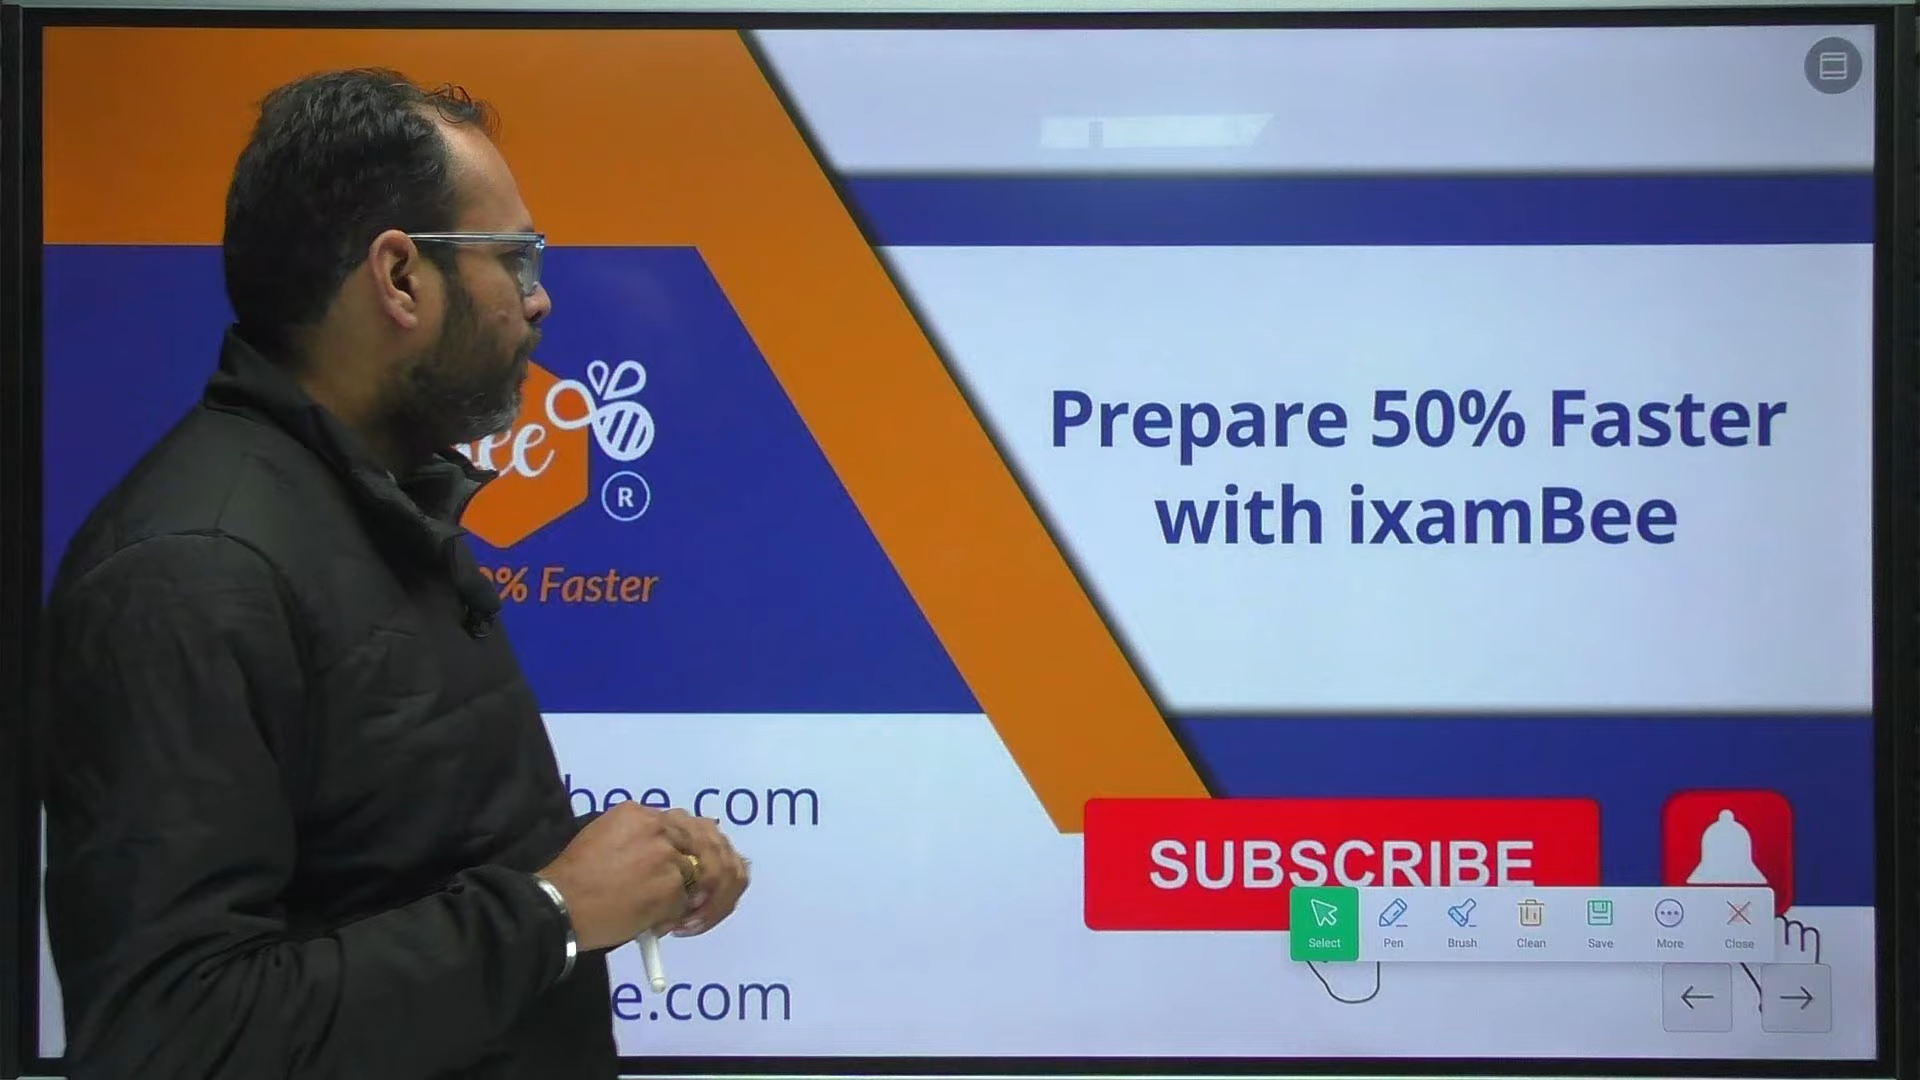 Prepare 50% Faster
with ixamBee
ee
R
% Faster
bee.com
e.com
SUBSCRIBE
Select Pen Brush Clean Save More Close